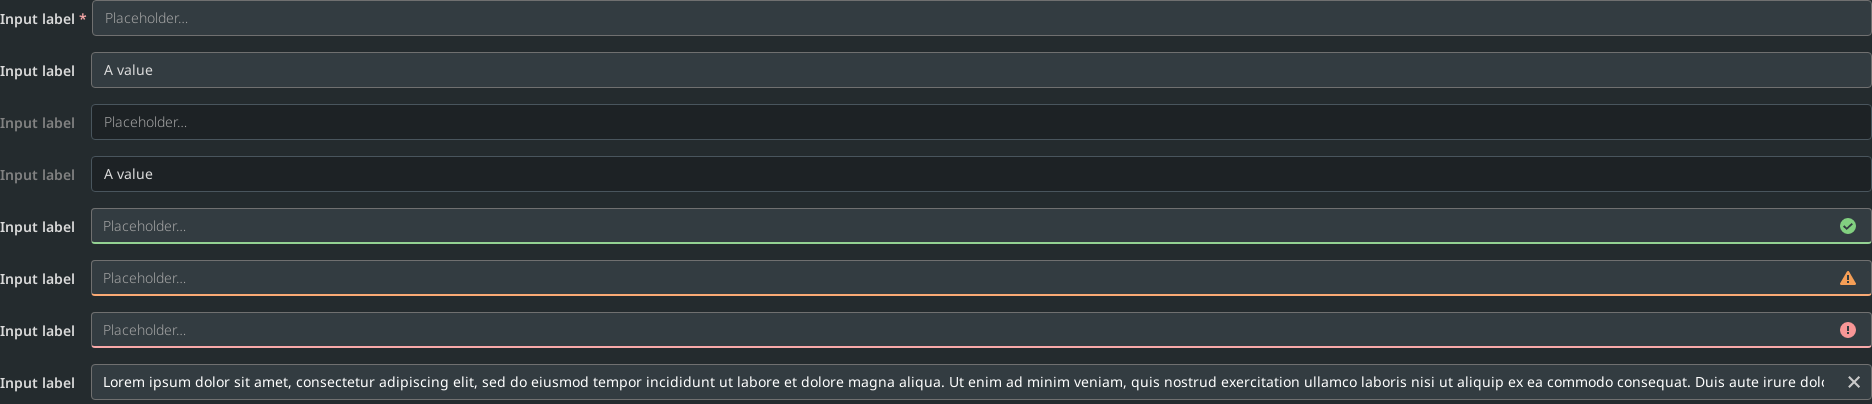 Input label * Placeholder...
Input label A value
Input label Placeholder...
Input label A value
Input label Placeholder...
Input label Placeholder...
Input label Placeholder...
Input label Lorem ipsum dolor sit amet, consectetur adipiscing elit, sed do eiusmod tempor incididunt ut labore et dolore magna aliqua. Ut enim ad minim veniam, quis nostrud exercitation ullamco laboris nisi ut aliquip ex ea commodo consequat. Duis aute irure